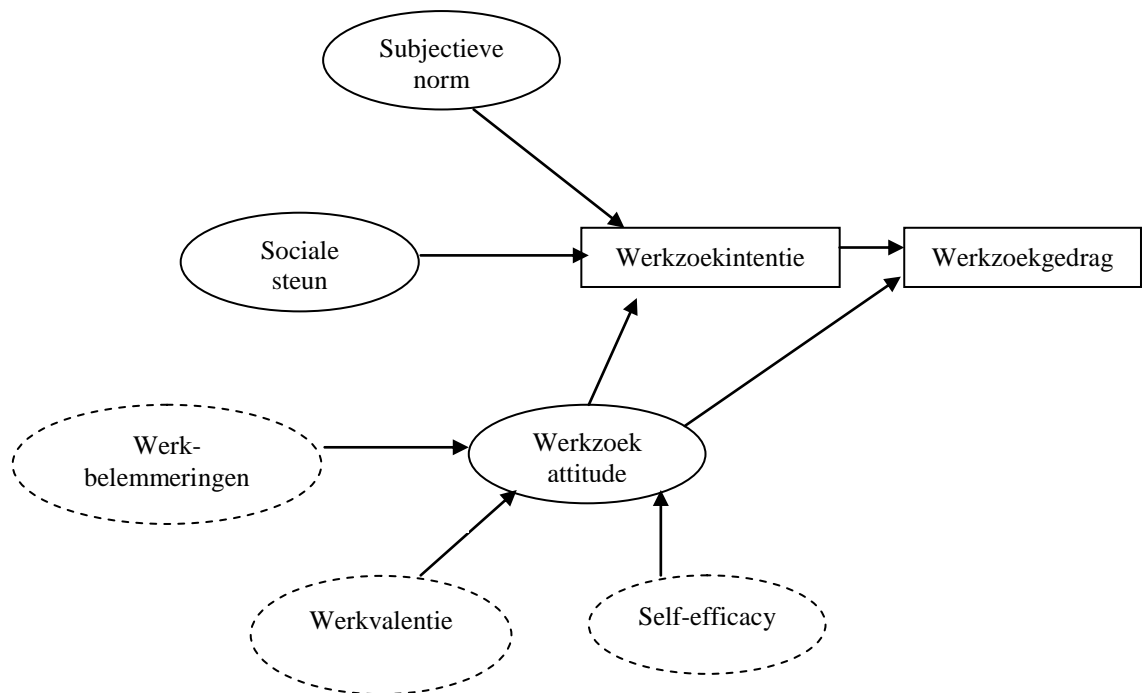 Subjectieve
norm
Sociale
steun
Werkzoekintentie
Werkzoekgedrag
Werk-
belemmeringen
Werkzoek
attitude
Werkvalentie
Self-efficacy